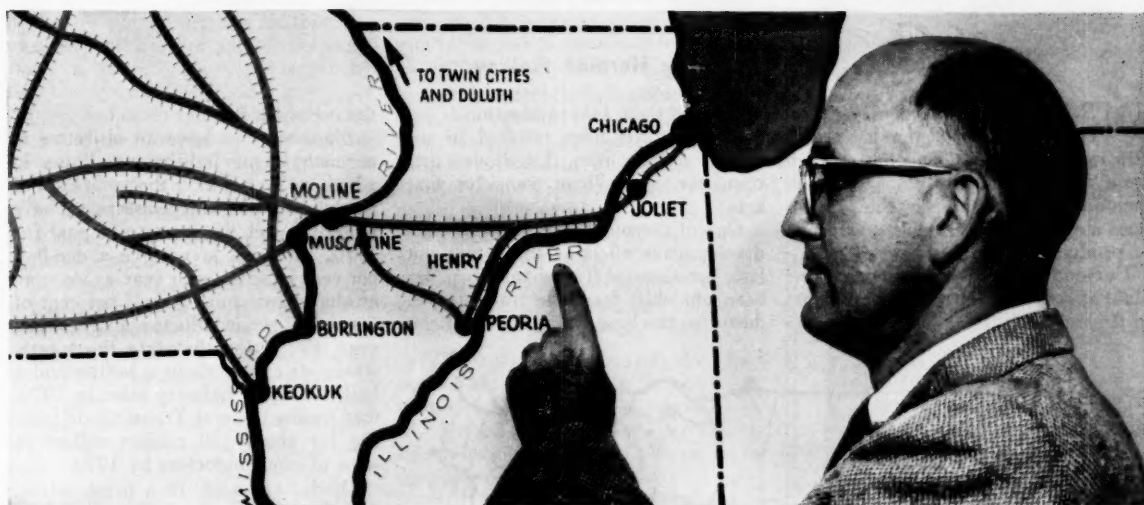 TO TWIN CITIES
AND DULUTH
RIVER
CHICAGO
MOLINE
JOLIET
MUSCATINE
HENRY
RIVER
BURLINGTON
PEORIA
KEOKUK
ILLINOIS
MISSISSIPPI